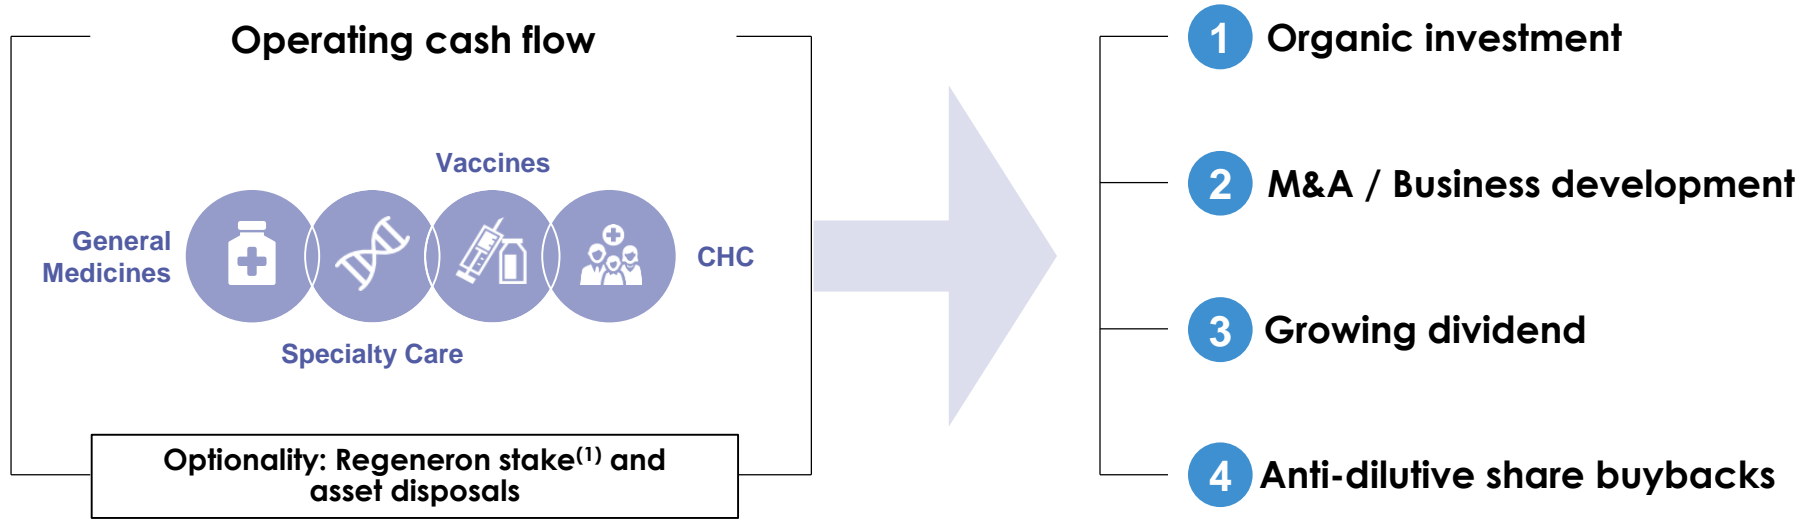 Operating cash flow
Vaccines
General
Medicines
CHC
Specialty Care
Optionality: Regeneron stake(1) and
asset disposals
1 Organic investment
2 M&A / Business development
3 Growing dividend
4 Anti-dilutive share buybacks